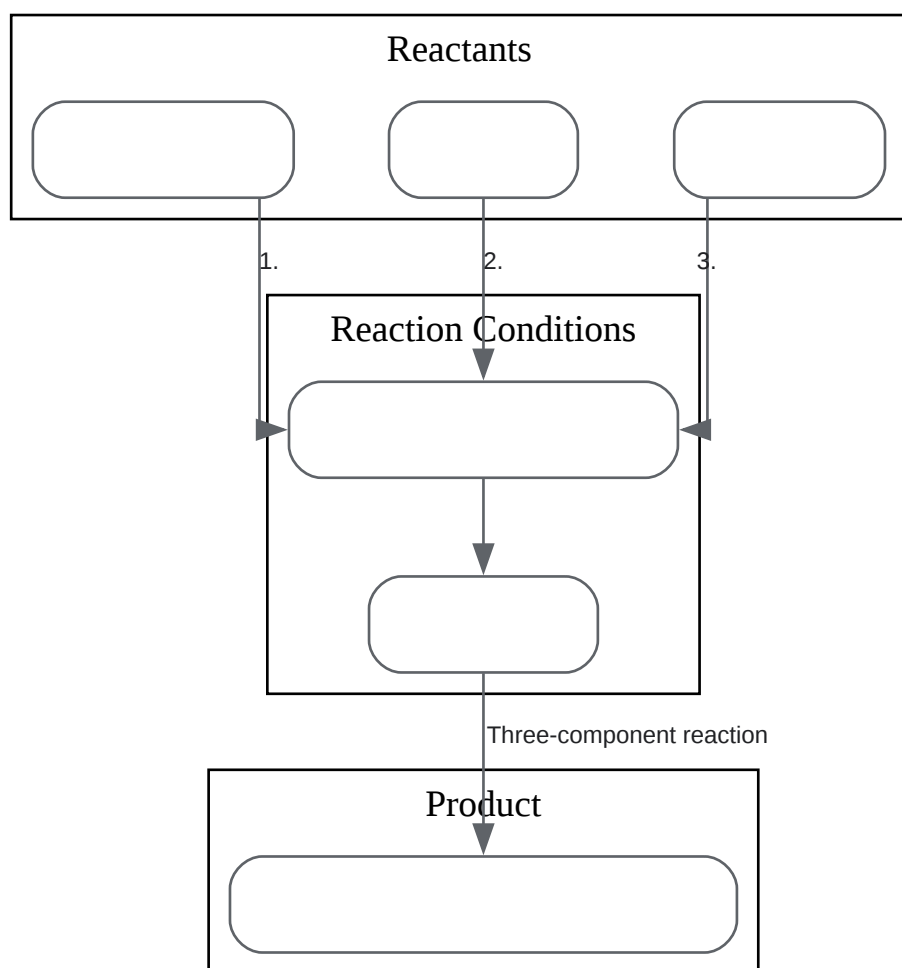 Reactants
1.
2.
3.
Reaction Conditions
Three-component reaction
Product